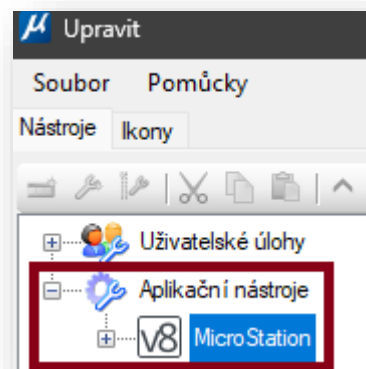 Upravit
Soubor Pomůcky
Nástroje Ikony
Uživatelské úlohy
Aplikační nástroje
V8 MicroStation